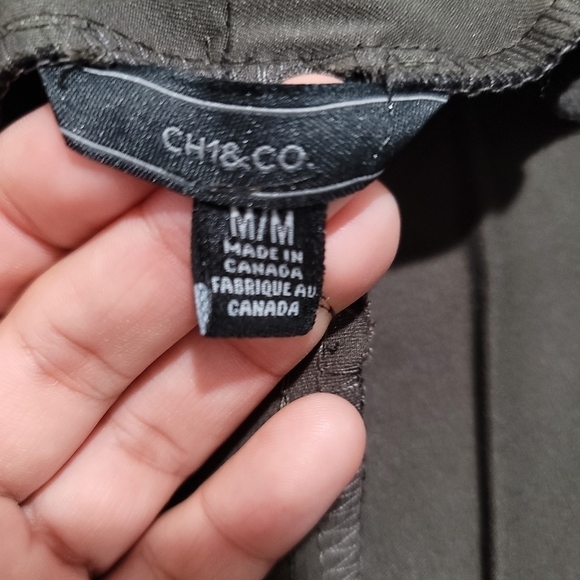 CH1&CO.
M/M
MADE IN
CANADA
FABRIQUE AU
CANADA